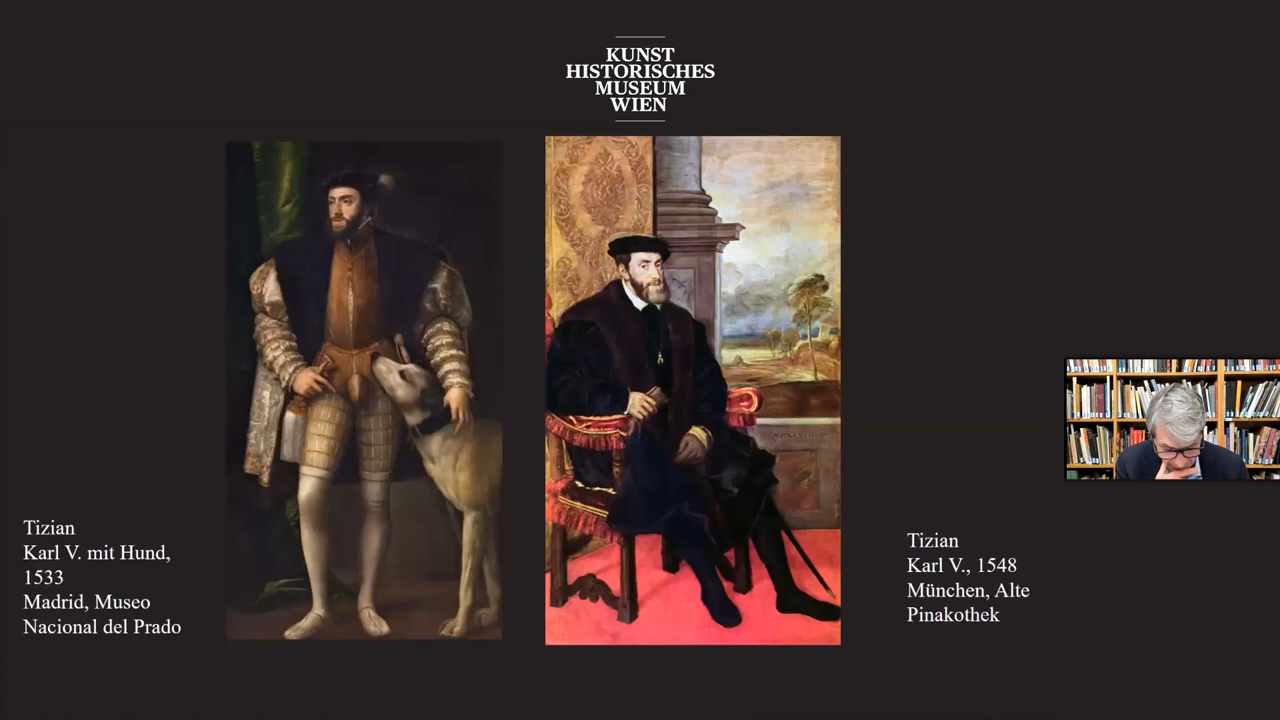 KUNST
HISTORISCHES
MUSEUM
WIEN
Tizian
Karl V. mit Hund,
1533
Madrid, Museo
Nacional del Prado
Tizian
Karl V., 1548
München, Alte
Pinakothek